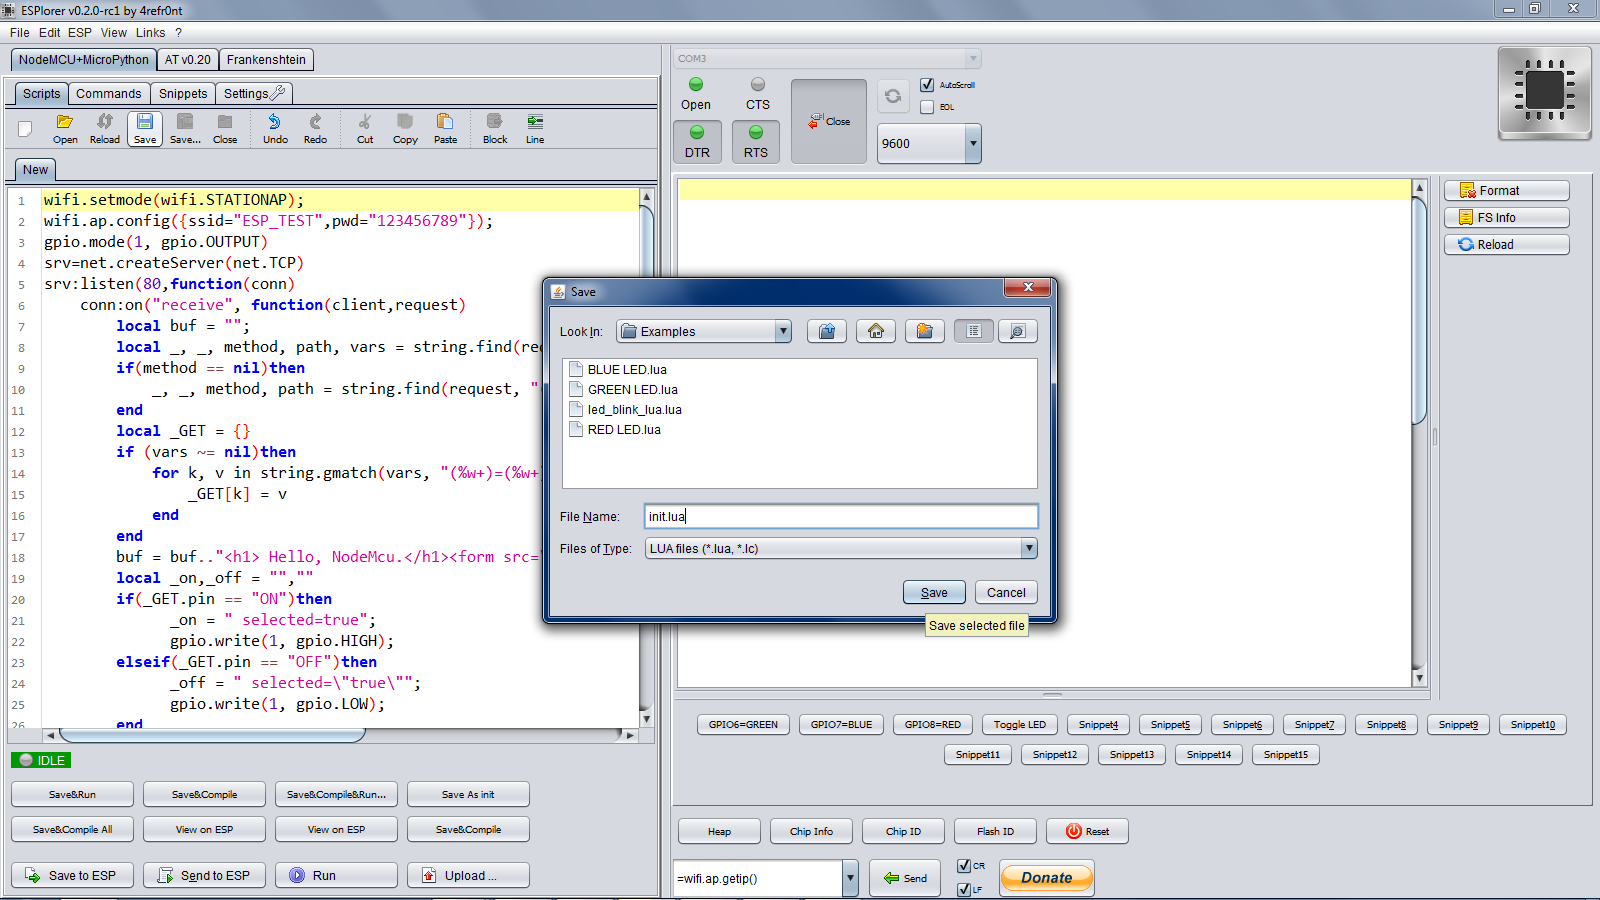 ESPlorer v0.2.0-rc1 by 4refr0nt
File Edit ESP View Links ?
NodeMCU+MicroPython AT v0.20 Frankenshtein
Scripts Commands Snippets Settings
Open Reload Save Save... Close Undo Redo Cut Copy Paste Block Line
New
1 wifi.setmode(wifi.STATIONAP);
2 wifi.ap.config({ssid="ESP_TEST",pwd="123456789"});
3 gpio.mode(1, gpio.OUTPUT)
4 srv=net.createServer(net.TCP)
5 srv:listen(80,function(conn)
6 conn:on("receive", function(client,request)
7 local buf = "";
8 local _, _, method, path, vars = string.find(rec
9 if(method == nil)then
10 _, _, method, path = string.find(request, "
11 end
12 local _GET = {}
13 if (vars ~= nil)then
14 for k, v in string.gmatch(vars, "(%w+)=(%w+
15 _GET[k] = v
16 end
17 end
18 buf = buf.."<h1> Hello, NodeMcu.</h1><form src=
19 local _on,_off = "",""
20 if(_GET.pin == "ON")then
21 _on = " selected=true";
22 gpio.write(1, gpio.HIGH);
23 elseif(_GET.pin == "OFF")then
24 _off = " selected=\"true\"";
25 gpio.write(1, gpio.LOW);
26 end
IDLE
Save&Run Save&Compile Save&Compile&Run... Save As init
Save&Compile All View on ESP View on ESP Save&Compile
Save to ESP Send to ESP Run Upload ...
COM3
Open CTS
DTR RTS
Close
AutoScroll
EOL
9600
Format
FS Info
Reload
Save
Look In: Examples
BLUE LED.lua
GREEN LED.lua
led_blink_lua.lua
RED LED.lua
File Name: init.lua
Files of Type: LUA files (*.lua, *.lc)
Save Cancel
Save selected file
GPIO6=GREEN GPIO7=BLUE GPIO8=RED Toggle LED Snippet4 Snippet5 Snippet6 Snippet7 Snippet8 Snippet9 Snippet10
Snippet11 Snippet12 Snippet13 Snippet14 Snippet15
Heap Chip Info Chip ID Flash ID Reset
=wifi.ap.getip() Send
CR
LF
Donate